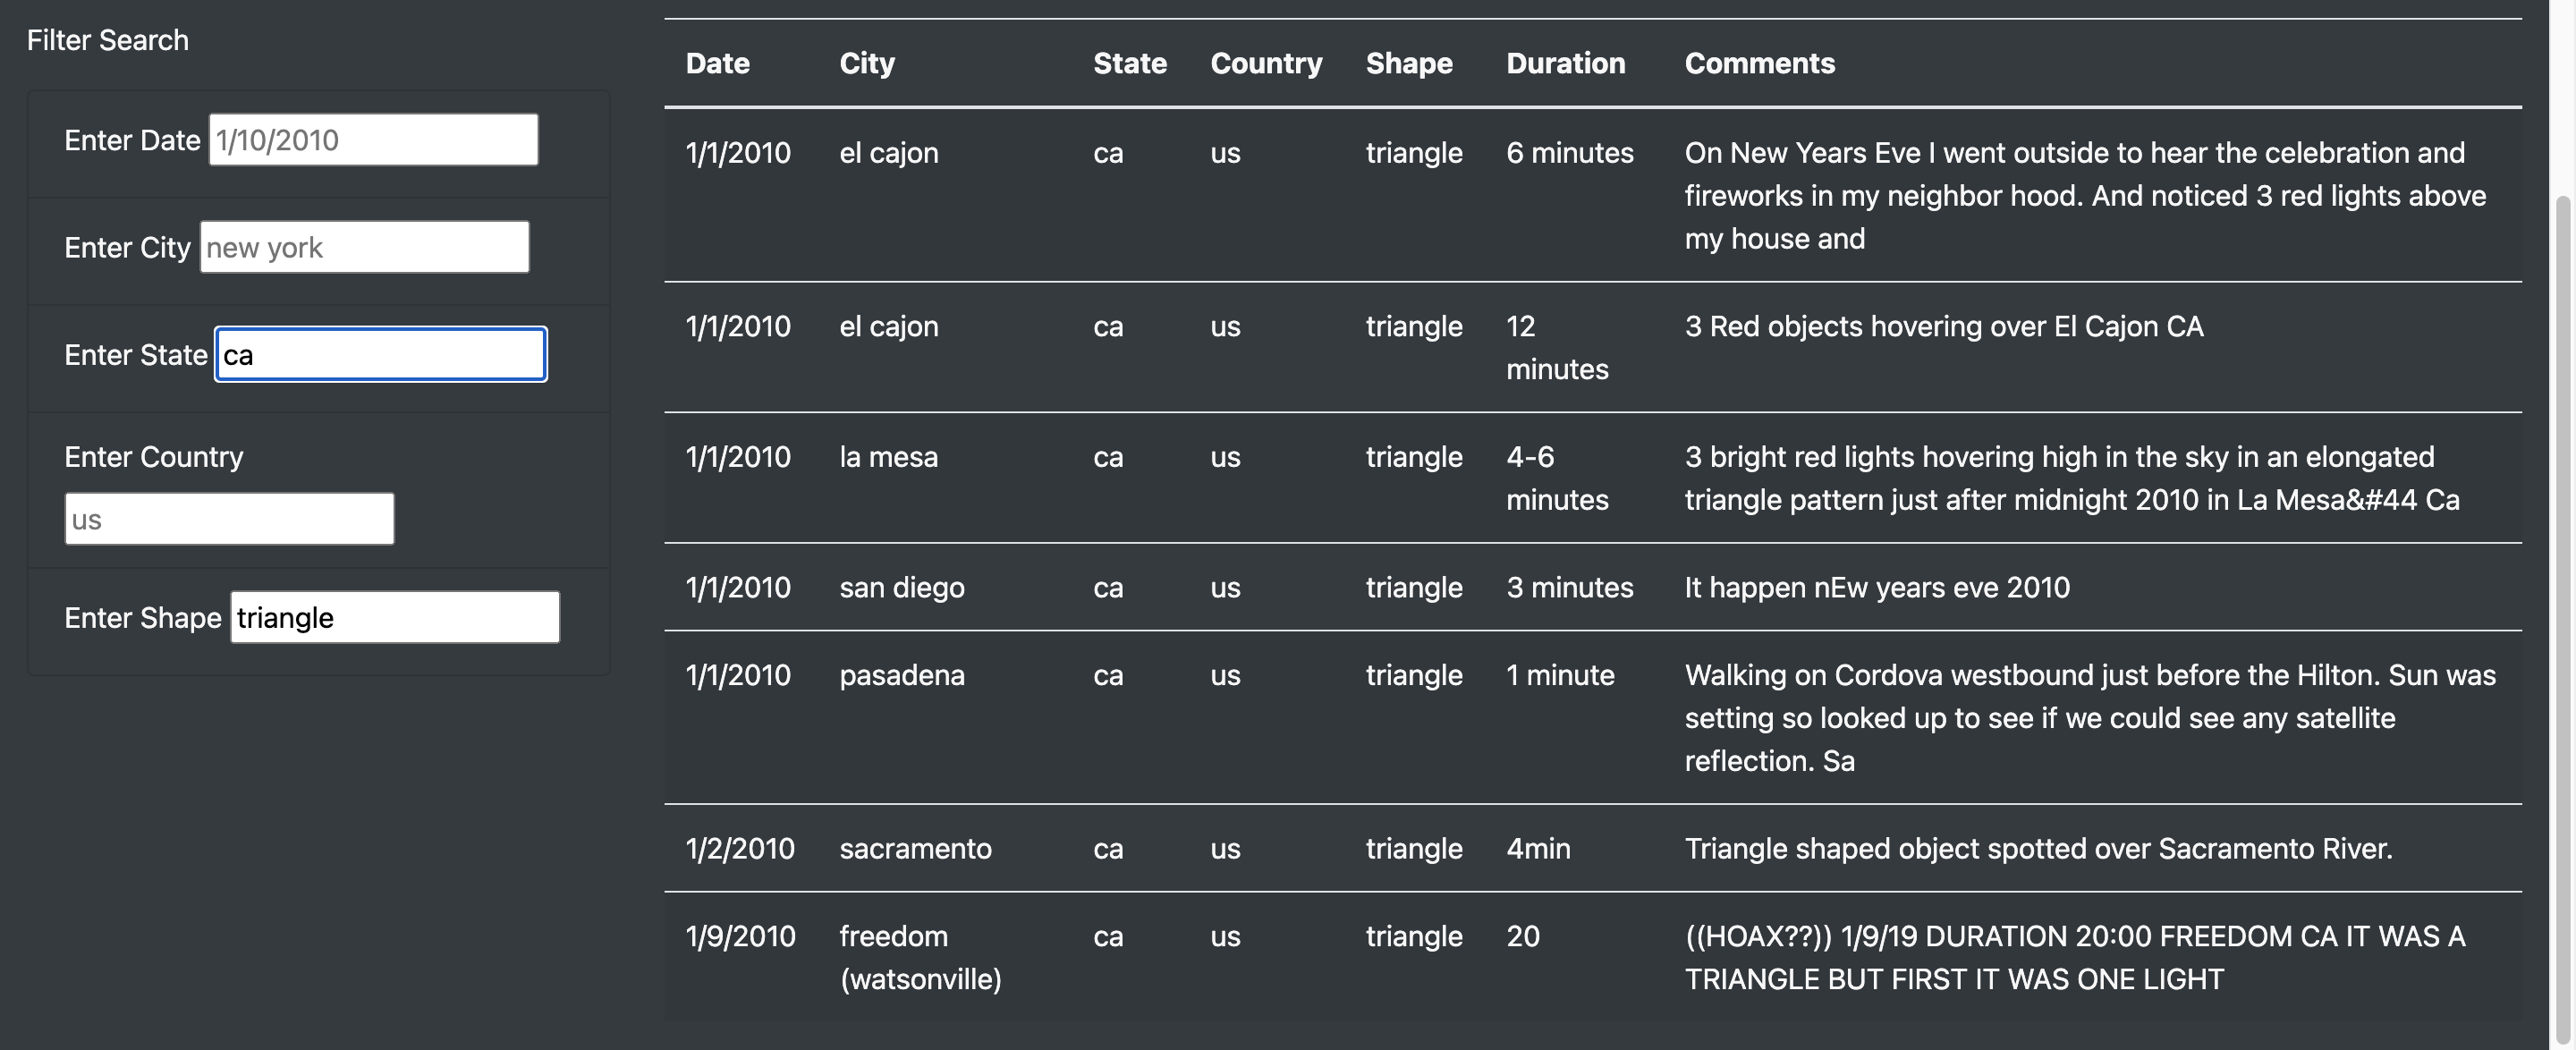 Filter Search
Enter Date 1/10/2010
Enter City new york
Enter State ca
Enter Country
us
Enter Shape triangle
Date City State Country Shape Duration Comments
1/1/2010 el cajon ca us triangle 6 minutes On New Years Eve I went outside to hear the celebration and
fireworks in my neighbor hood. And noticed 3 red lights above
my house and
1/1/2010 el cajon ca us triangle 12 3 Red objects hovering over El Cajon CA
minutes
1/1/2010 la mesa ca us triangle 4-6 3 bright red lights hovering high in the sky in an elongated
minutes triangle pattern just after midnight 2010 in La Mesa&#44 Ca
1/1/2010 san diego ca us triangle 3 minutes It happen nEw years eve 2010
1/1/2010 pasadena ca us triangle 1 minute Walking on Cordova westbound just before the Hilton. Sun was
setting so looked up to see if we could see any satellite
reflection. Sa
1/2/2010 sacramento ca us triangle 4min Triangle shaped object spotted over Sacramento River.
1/9/2010 freedom ca us triangle 20 ((HOAX??)) 1/9/19 DURATION 20:00 FREEDOM CA IT WAS A
(watsonville) TRIANGLE BUT FIRST IT WAS ONE LIGHT